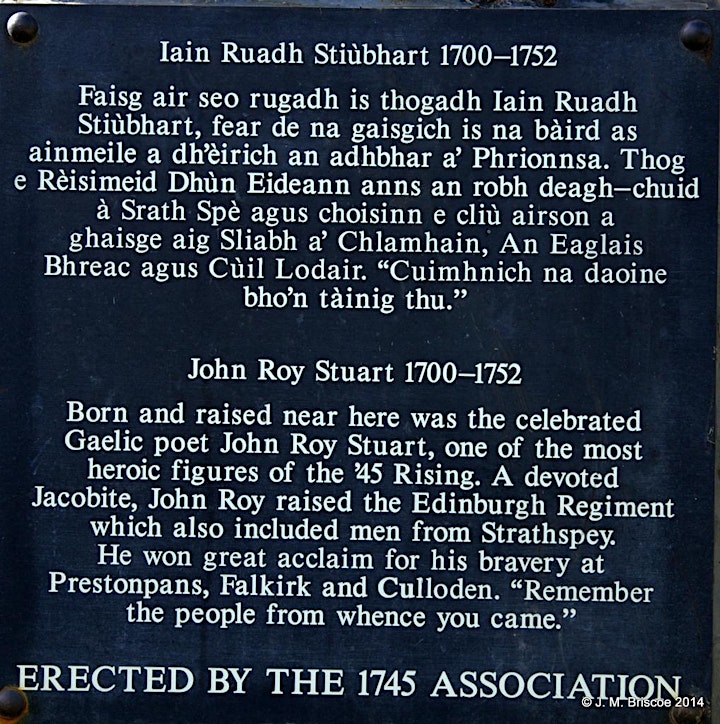 Iain Ruadh Stiùbhart 1700–1752
Faisg air seo rugadh is thogadh Iain Ruadh
Stiùbhart, fear de na gaisgich is na bàird as
ainmeile a dh’èirich an adhbhar a’ Phrionnsa. Thog
e Rèisimeid Dhùn Eideann anns an robh deagh–chuid
à Srath Spè agus choisinn e cliù airson a
ghaisge aig Sliabh a’ Chlamhain, An Eaglais
Bhreac agus Cùil Lodair. “Cuimhnich na daoine
bho’n tàinig thu.”
John Roy Stuart 1700–1752
Born and raised near here was the celebrated
Gaelic poet John Roy Stuart, one of the most
heroic figures of the ’45 Rising. A devoted
Jacobite, John Roy raised the Edinburgh Regiment
which also included men from Strathspey.
He won great acclaim for his bravery at
Prestonpans, Falkirk and Culloden. “Remember
the people from whence you came.”
ERECTED BY THE 1745 ASSOCIATION
© J. M. Briscoe 2014